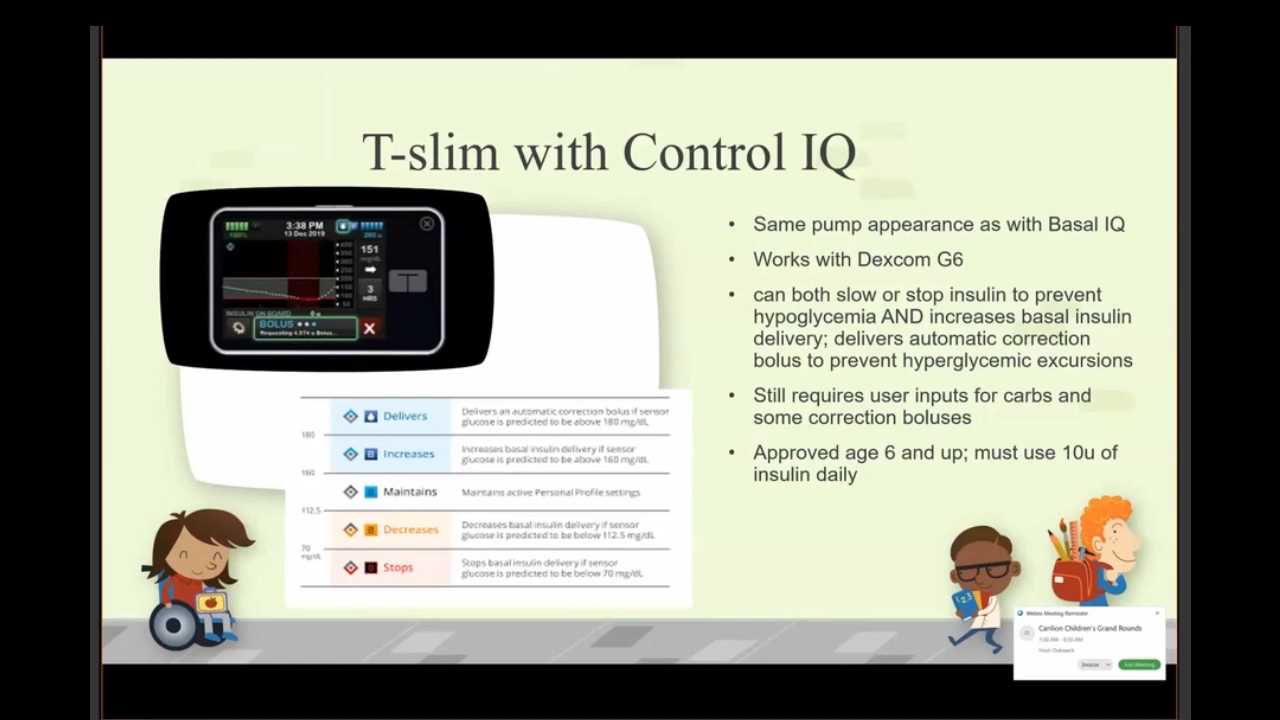 T-slim with Control IQ
3:38 PM
13 Dec 2019
100%
151
mg/dL
3
HRS
INSULIN ON BOARD
BOLUS
• Same pump appearance as with Basal IQ
• Works with Dexcom G6
• can both slow or stop insulin to prevent
hypoglycemia AND increases basal insulin
delivery; delivers automatic correction
bolus to prevent hyperglycemic excursions
• Still requires user inputs for carbs and
some correction boluses
• Approved age 6 and up; must use 10u of
insulin daily
Delivers
Delivers an automatic correction bolus if sensor
glucose is predicted to be above 180 mg/dL
180
Increases
Increases basal insulin delivery if sensor
glucose is predicted to be above 160 mg/dL
160
Maintains
Maintains active Personal Profile settings
112.5
Decreases
Decreases basal insulin delivery if sensor
glucose is predicted to be below 112.5 mg/dL
70
mg/dL
Stops
Stops basal insulin delivery if sensor
glucose is predicted to be below 70 mg/dL
1 2 3
Webex Meeting Reminder
Carilion Children's Grand Rounds
7:30 AM - 8:30 AM
Host: Outreach
Snooze
Join Meeting